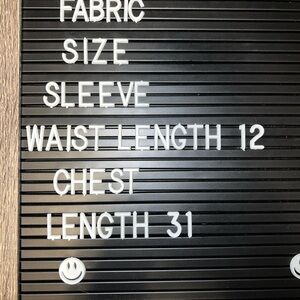 FABRIC
SIZE
SLEEVE
WAIST LENGTH 12
CHEST
LENGTH 31